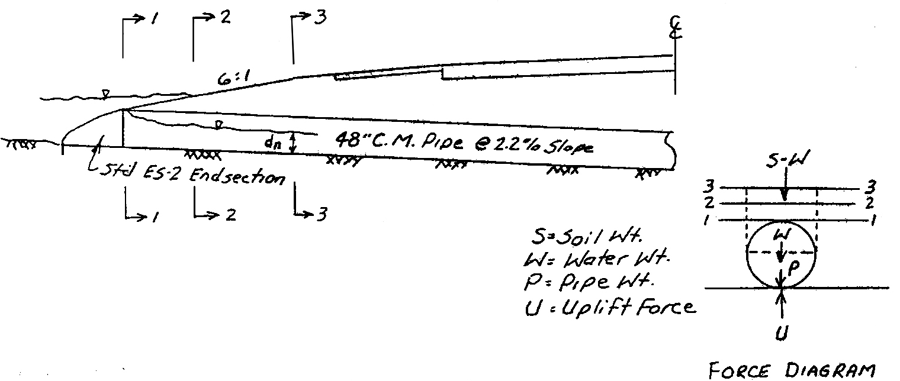 1 2 3
℄
6:1
dn 48" C.M. Pipe @ 2.2% Slope
Std ES-2 Endsection
1 2 3
S-W
3 3
2 2
1 1
W
P
U
S=Soil Wt.
W= Water Wt.
P= Pipe Wt.
U=Uplift Force
FORCE DIAGRAM